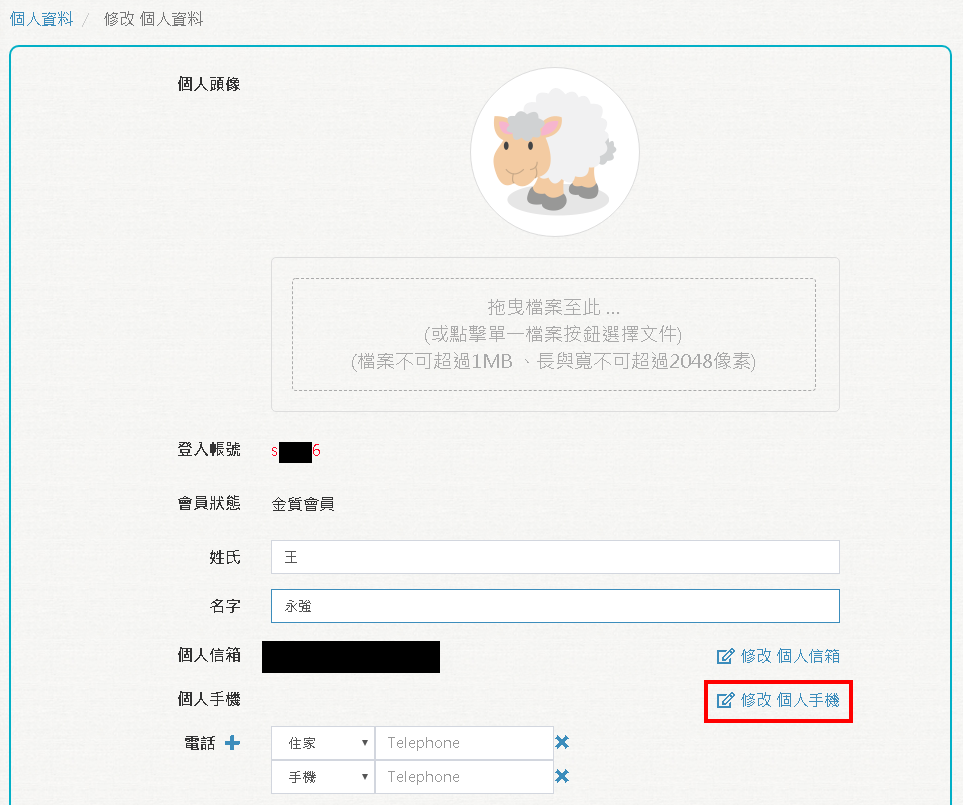 個人資料 / 修改 個人資料
個人頭像
拖曳檔案至此 ...
(或點擊單一檔案按鈕選擇文件)
(檔案不可超過1MB 、長與寬不可超過2048像素)
登入帳號 s 6
會員狀態 金質會員
姓氏 王
名字 永強
個人信箱 修改 個人信箱
個人手機 修改 個人手機
電話 住家 Telephone
手機 Telephone